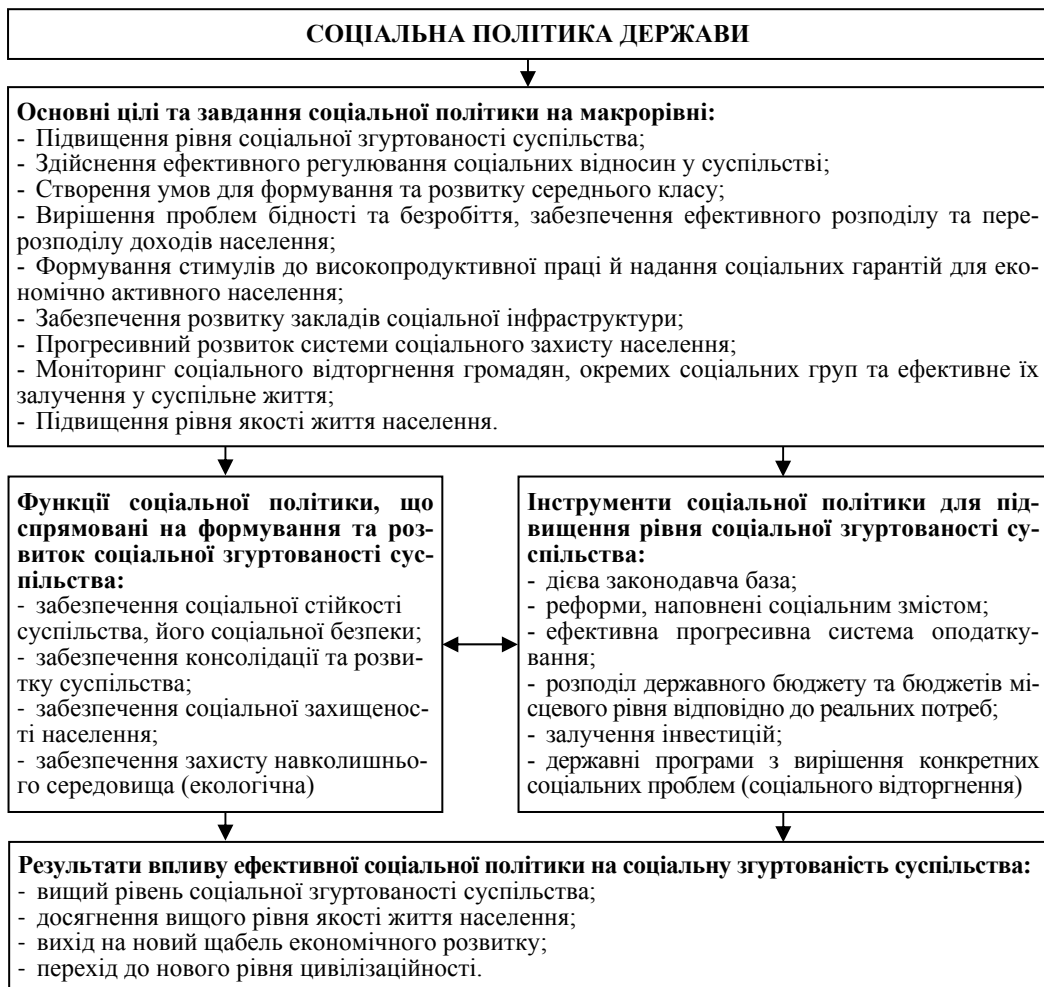 СОЦІАЛЬНА ПОЛІТИКА ДЕРЖАВИ
Основні цілі та завдання соціальної політики на макрорівні:
- Підвищення рівня соціальної згуртованості суспільства;
- Здійснення ефективного регулювання соціальних відносин у суспільстві;
- Створення умов для формування та розвитку середнього класу;
- Вирішення проблем бідності та безробіття, забезпечення ефективного розподілу та пере-
розподілу доходів населення;
- Формування стимулів до високопродуктивної праці й надання соціальних гарантій для еко-
номічно активного населення;
- Забезпечення розвитку закладів соціальної інфраструктури;
- Прогресивний розвиток системи соціального захисту населення;
- Моніторинг соціального відторгнення громадян, окремих соціальних груп та ефективне їх
залучення у суспільне життя;
- Підвищення рівня якості життя населення.
Функції соціальної політики, що
спрямовані на формування та роз-
виток соціальної згуртованості сус-
пільства:
- забезпечення соціальної стійкості
суспільства, його соціальної безпеки;
- забезпечення консолідації та розви-
тку суспільства;
- забезпечення соціальної захищенос-
ті населення;
- забезпечення захисту навколишньо-
го середовища (екологічна)
Інструменти соціальної політики для під-
вищення рівня соціальної згуртованості су-
спільства:
- дієва законодавча база;
- реформи, наповнені соціальним змістом;
- ефективна прогресивна система оподатку-
вання;
- розподіл державного бюджету та бюджетів мі-
сцевого рівня відповідно до реальних потреб;
- залучення інвестицій;
- державні програми з вирішення конкретних
соціальних проблем (соціального відторгнення)
Результати впливу ефективної соціальної політики на соціальну згуртованість суспільства:
- вищий рівень соціальної згуртованості суспільства;
- досягнення вищого рівня якості життя населення;
- вихід на новий щабель економічного розвитку;
- перехід до нового рівня цивілізаційності.